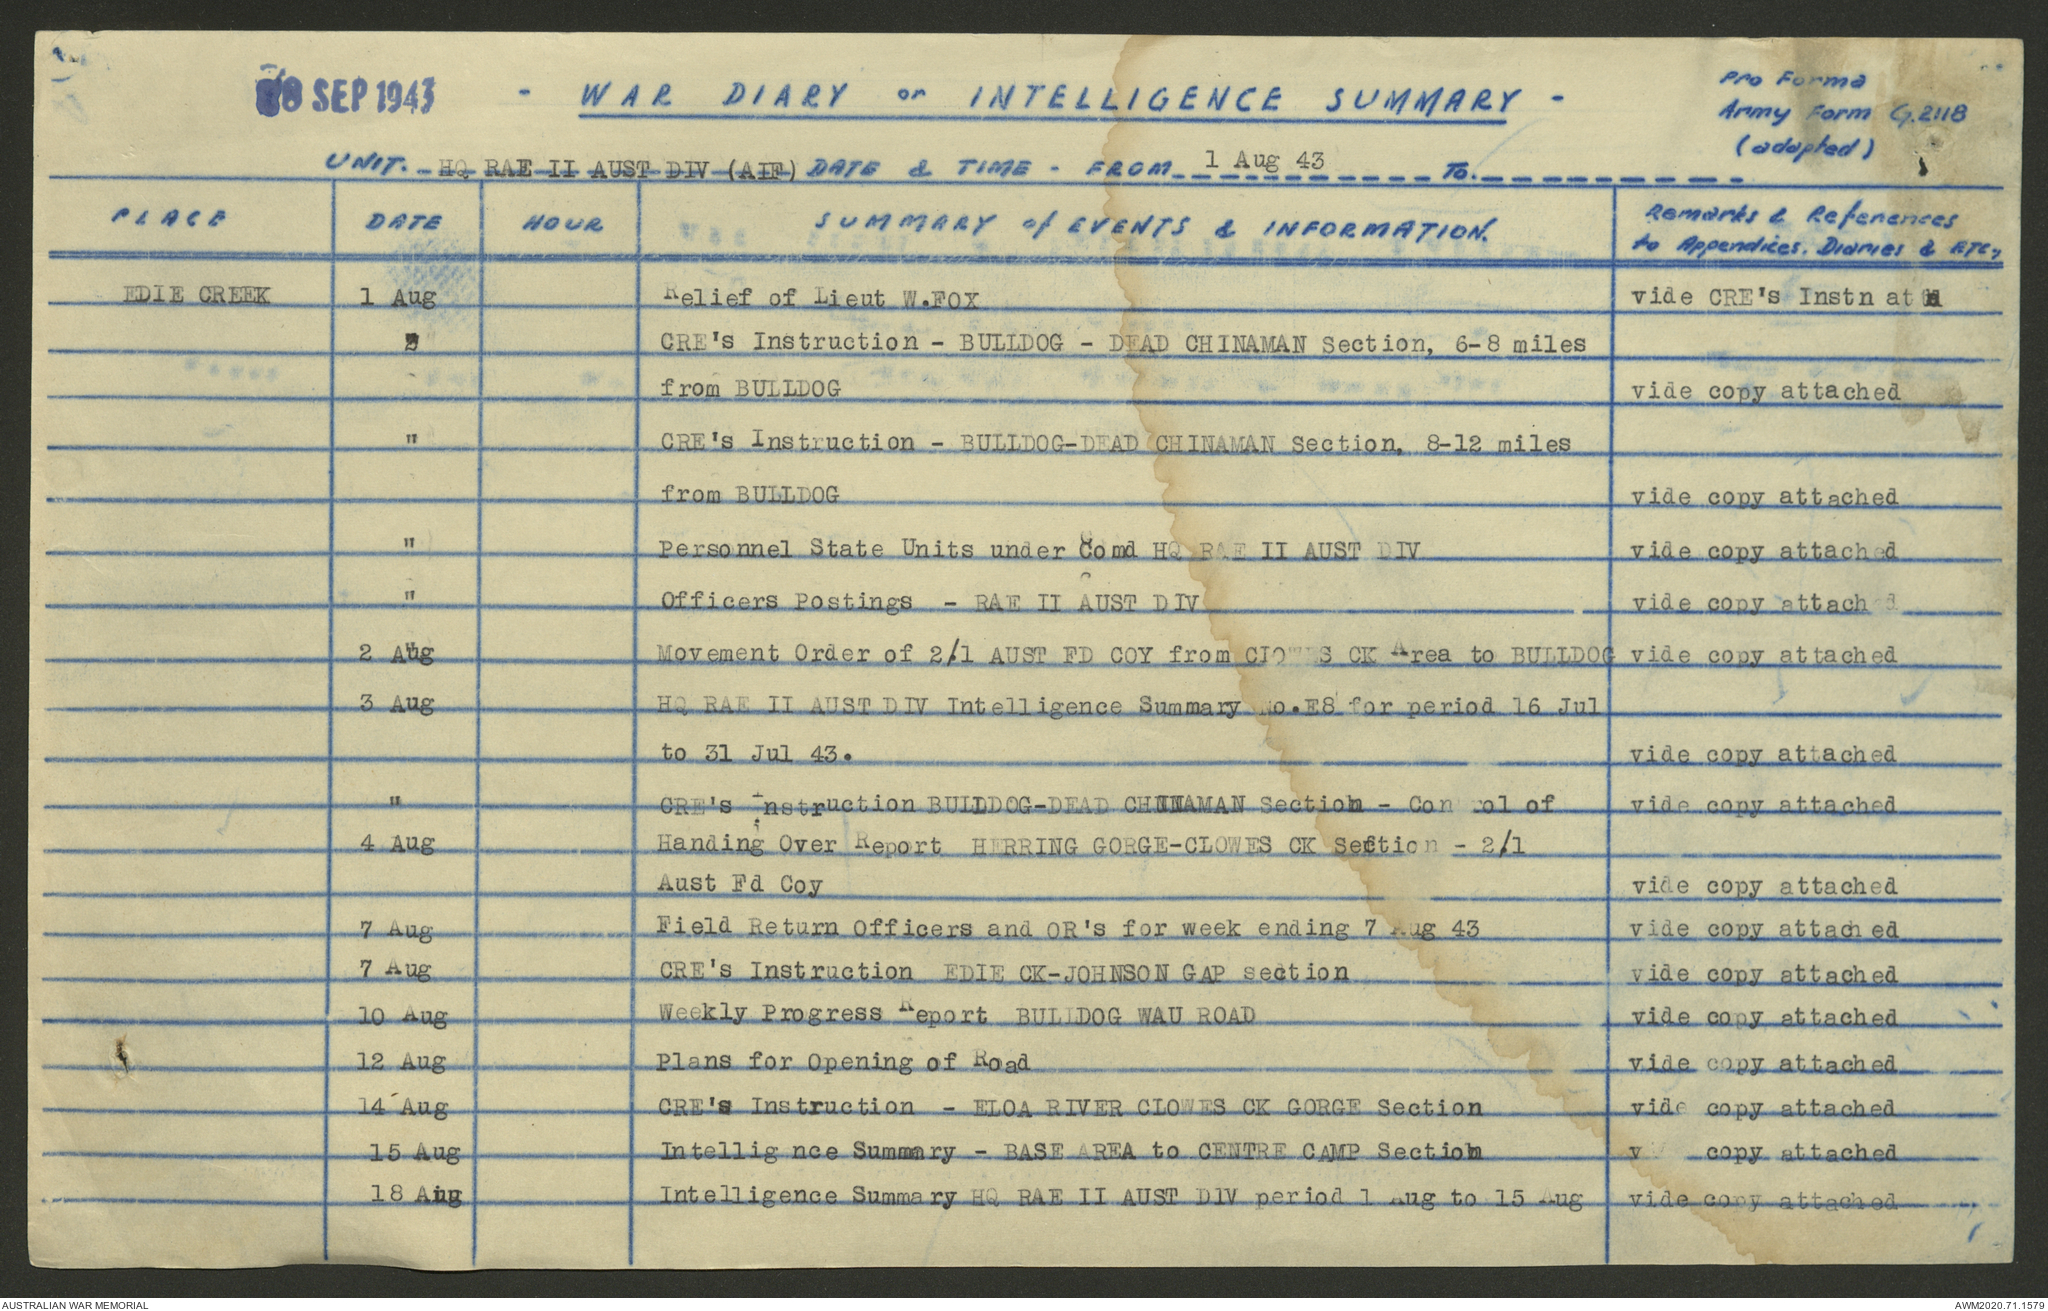 8 SEP 1943
- WAR DIARY or INTELLIGENCE SUMMARY -
Pro Forma
Army Form G.2118
(adapted)
UNIT. HQ RAE II AUST DIV (AIF) DATE & TIME - FROM 1 Aug 43 TO.
PLACE DATE HOUR SUMMARY of EVENTS & INFORMATION. Remarks & References
to Appendices. Diaries & ETC,
EDIE CREEK 1 Aug Relief of Lieut W.FOX vide CRE's Instn att
CRE's Instruction - BULLDOG - DEAD CHINAMAN Section, 6-8 miles
from BULLDOG vide copy attached
" CRE's Instruction - BULLDOG-DEAD CHINAMAN Section, 8-12 miles
from BULLDOG vide copy attached
" Personnel State Units under Comd HQ RAE II AUST DIV vide copy attached
" Officers Postings - RAE II AUST DIV vide copy attached
2 Aug Movement Order of 2/1 AUST FD COY from CLOWES CK Area to BULLDOG vide copy attached
3 Aug HQ RAE II AUST DIV Intelligence Summary No.E8 for period 16 Jul
to 31 Jul 43. vide copy attached
" CRE's Instruction BULLDOG-DEAD CHINAMAN Section - Control of vide copy attached
4 Aug Handing Over Report HERRING GORGE-CLOWES CK Section - 2/1
Aust Fd Coy vide copy attached
7 Aug Field Return Officers and OR's for week ending 7 Aug 43 vide copy attached
7 Aug CRE's Instruction EDIE CK-JOHNSON GAP section vide copy attached
10 Aug Weekly Progress Report BULLDOG WAU ROAD vide copy attached
12 Aug Plans for Opening of Road vide copy attached
14 Aug CRE's Instruction - ELOA RIVER CLOWES CK GORGE Section vide copy attached
15 Aug Intellig nce Summary - BASE AREA to CENTRE CAMP Section v copy attached
18 Aug Intelligence Summary HQ RAE II AUST DIV period 1 Aug to 15 Aug vide copy attached
AUSTRALIAN WAR MEMORIAL AWM2020.71.1579